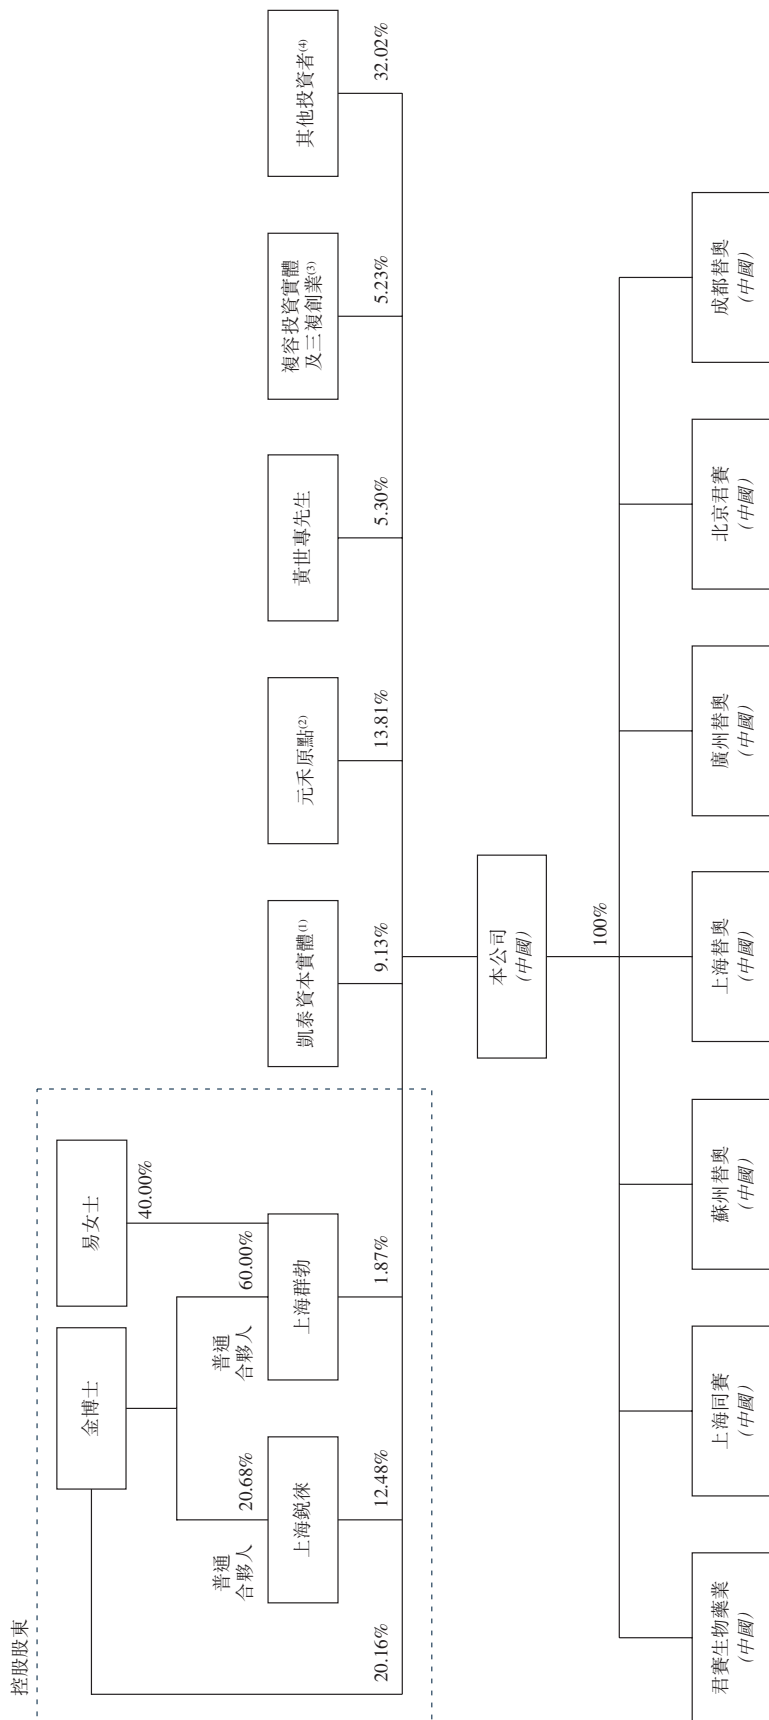 控股股東
金博士
易女士
普通
合夥人
20.68%
普通
合夥人
60.00%
40.00%
上海鋭徠
上海群勃
凱泰資本實體(1)
元禾原點(2)
黃世專先生
複容投資實體
及三複創業(3)
其他投資者(4)
20.16%
12.48%
1.87%
9.13%
13.81%
5.30%
5.23%
32.02%
本公司
(中國)
100%
君賽生物藥業
(中國)
上海同賽
(中國)
蘇州替奧
(中國)
上海替奧
(中國)
廣州替奧
(中國)
北京君賽
(中國)
成都替奧
(中國)